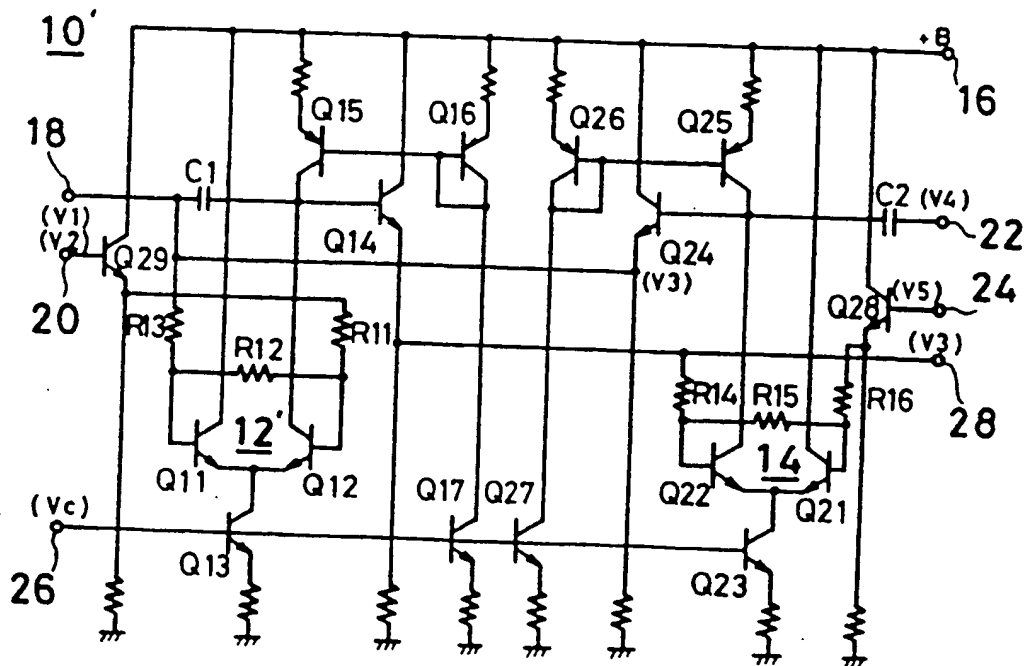 10'
+B
16
Q15
Q16
Q26
Q25
18
C1
C2
(V4)
(V1)
(V2)
Q14
Q24
22
Q29
(V3)
Q28
(V5)
24
20
R13
R12
R11
R14
R15
R16
(V3)
28
12'
14
Q11
Q12
Q17
Q27
Q22
Q21
(Vc)
26
Q13
Q23